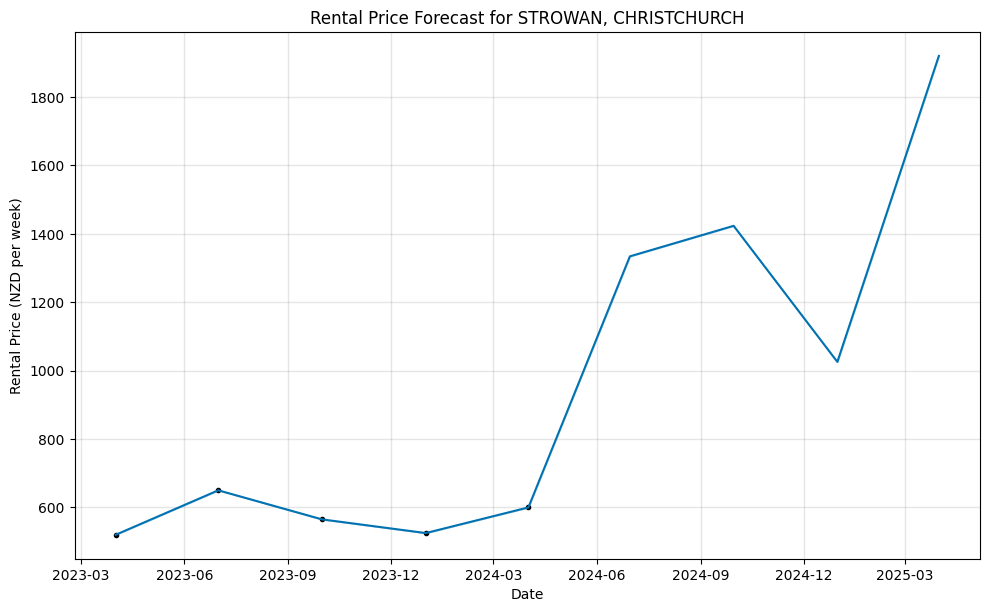 Rental Price Forecast for STROWAN, CHRISTCHURCH
Rental Price (NZD per week)
1800
1600
1400
1200
1000
800
600
2023-03 2023-06 2023-09 2023-12 2024-03 2024-06 2024-09 2024-12 2025-03
Date